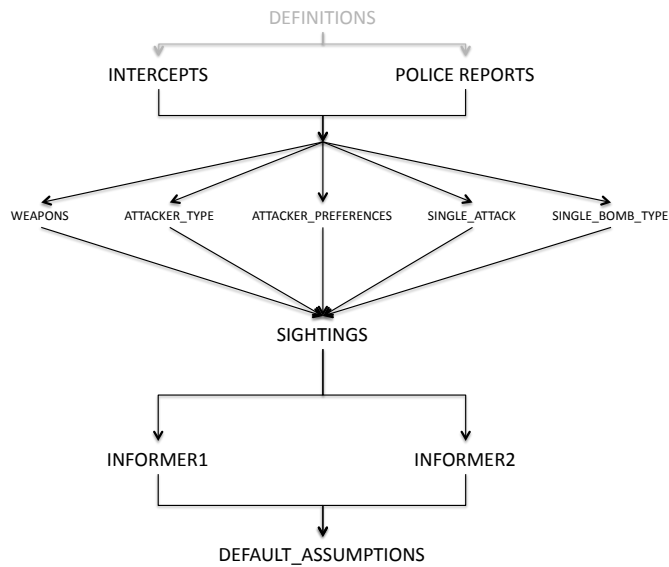 DEFINITIONS
INTERCEPTS POLICE REPORTS
WEAPONS ATTACKER_TYPE ATTACKER_PREFERENCES SINGLE_ATTACK SINGLE_BOMB_TYPE
SIGHTINGS
INFORMER1 INFORMER2
DEFAULT_ASSUMPTIONS